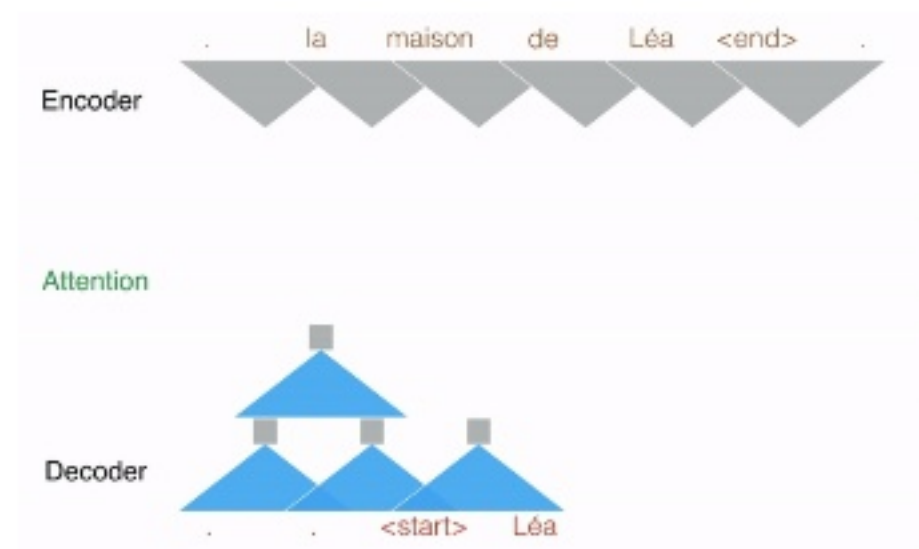 . la maison de Léa <end> .
Encoder
Attention
Decoder
. . <start> Léa